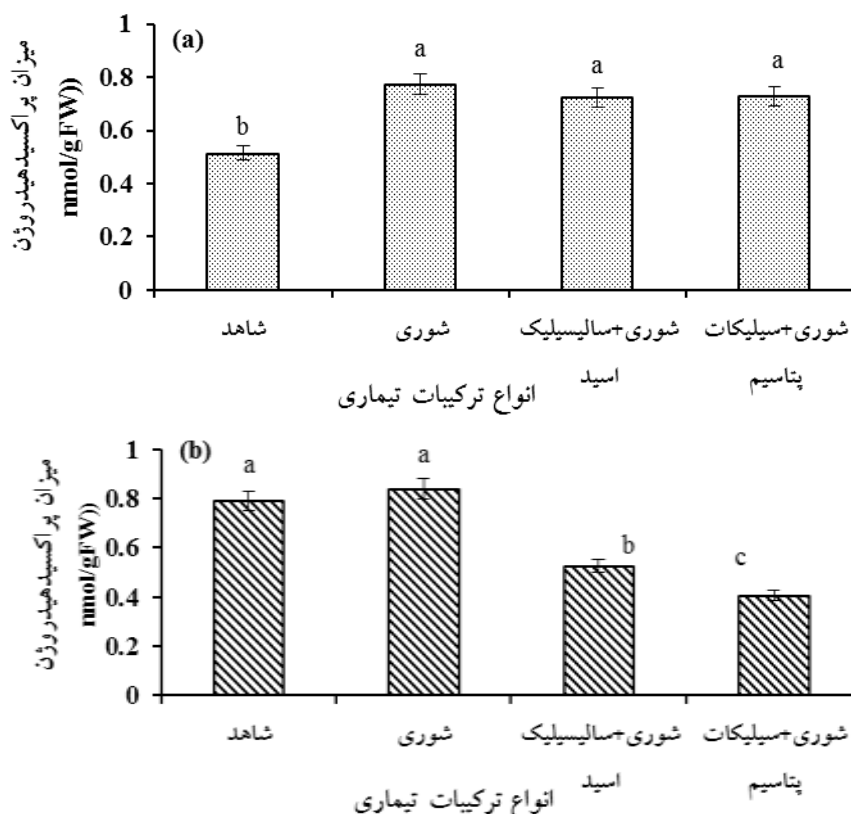 (a)
میزان پراکسیدهیدروژن
nmol/gFW))
1
0.8
0.6
0.4
0.2
0
b
a
a
a
شاهد
شوری
شوری+سالیسیلیک
اسید
شوری+سیلیکات
پتاسیم
انواع ترکیبات تیماری
(b)
میزان پراکسیدهیدروژن
nmol/gFW))
1
0.8
0.6
0.4
0.2
0
a
a
b
c
شاهد
شوری
شوری+سالیسیلیک
اسید
شوری+سیلیکات
پتاسیم
انواع ترکیبات تیماری